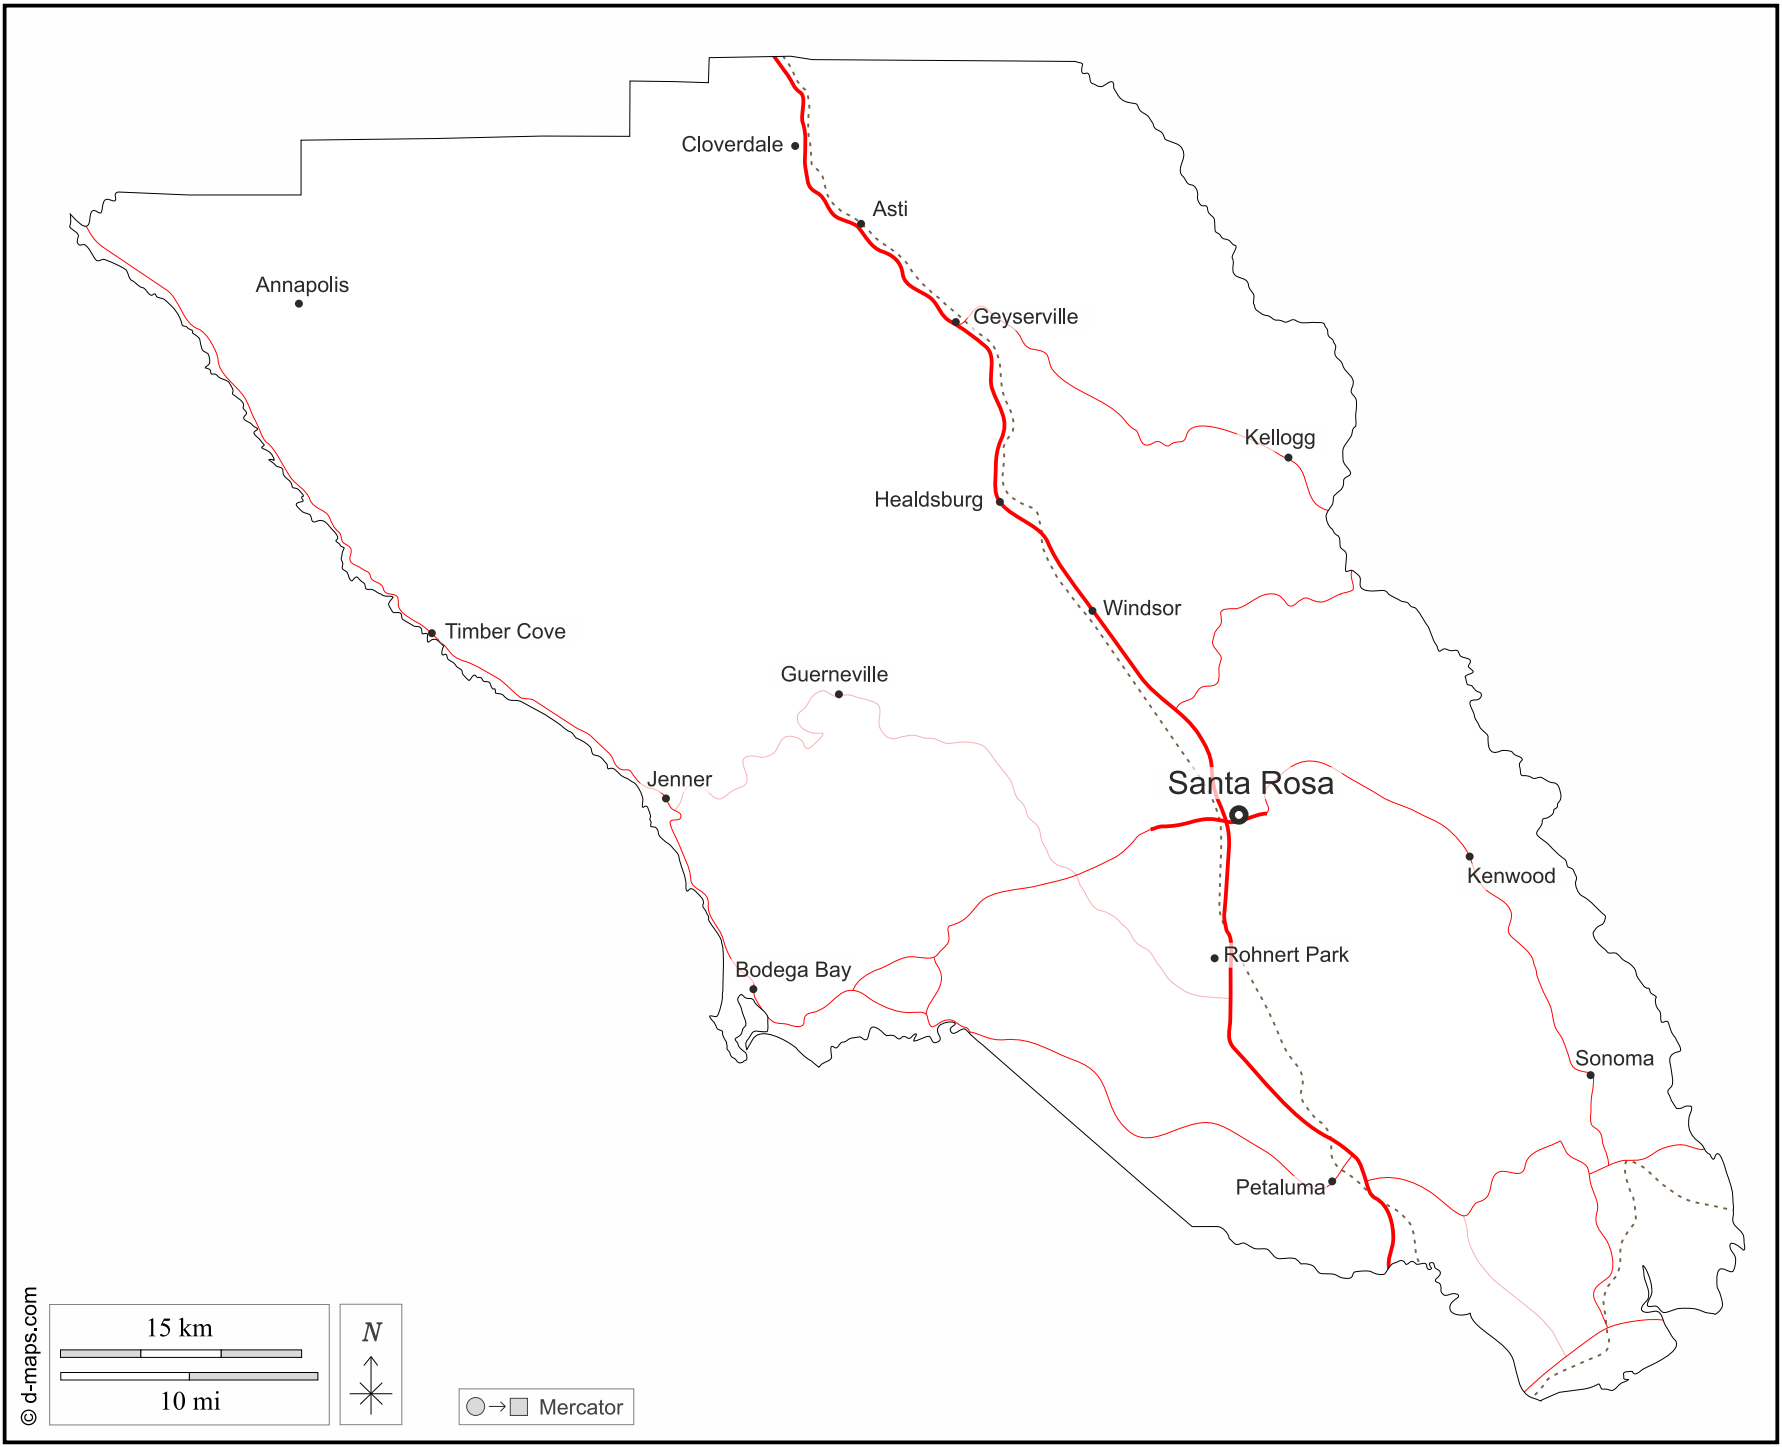 Cloverdale
Asti
Annapolis
Geyserville
Kellogg
Healdsburg
Windsor
Timber Cove
Guerneville
Jenner
Santa Rosa
Kenwood
Rohnert Park
Bodega Bay
Sonoma
Petaluma
© d-maps.com
15 km
10 mi
N
Mercator